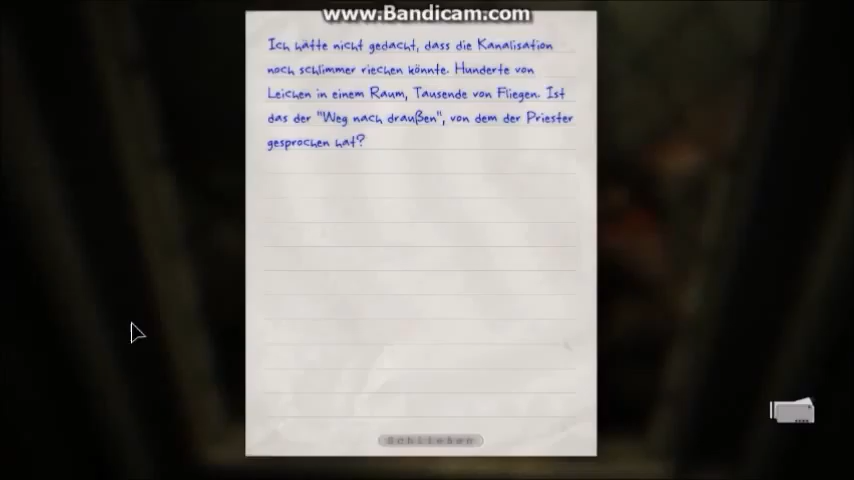 www.Bandicam.com
Ich hätte nicht gedacht, dass die Kanalisation
noch schlimmer riechen könnte. Hunderte von
Leichen in einem Raum, Tausende von Fliegen. Ist
das der "Weg nach draußen", von dem der Priester
gesprochen hat?
Schließen